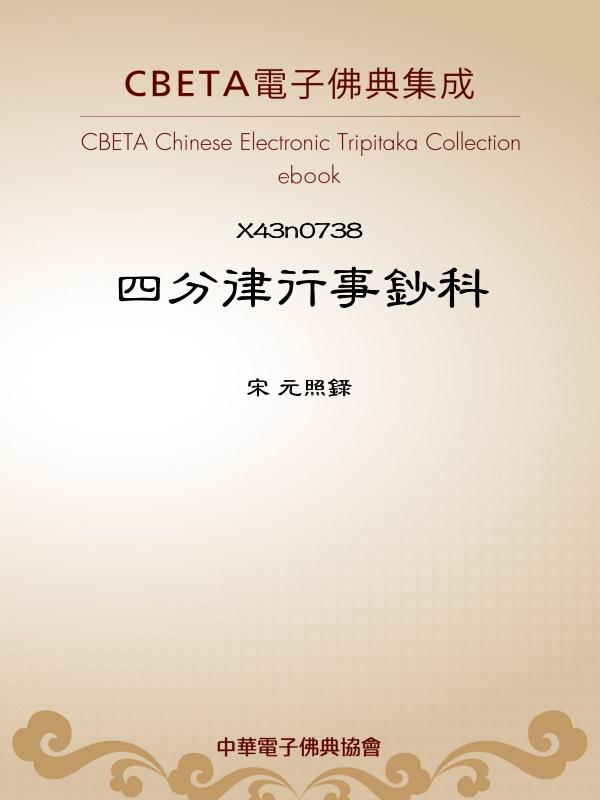 CBETA電子佛典集成
CBETA Chinese Electronic Tripitaka Collection
ebook
X43n0738
四分律行事鈔科
宋 元照錄
中華電子佛典協會